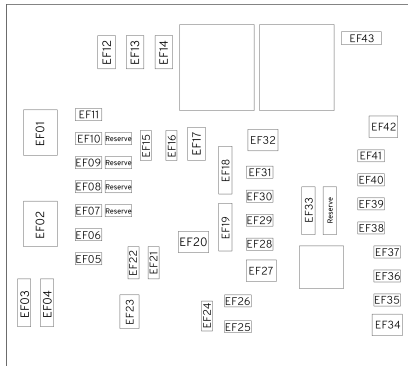 EF43
EF12
EF13
EF14
EF11
EF01
EF42
EF10
Reserve
EF15
EF16
EF17
EF32
EF09
Reserve
EF18
EF41
EF31
EF08
Reserve
EF40
EF30
EF33
Reserve
EF07
Reserve
EF39
EF02
EF19
EF29
EF06
EF20
EF38
EF28
EF05
EF22
EF21
EF37
EF27
EF36
EF03
EF04
EF23
EF24
EF26
EF35
EF25
EF34